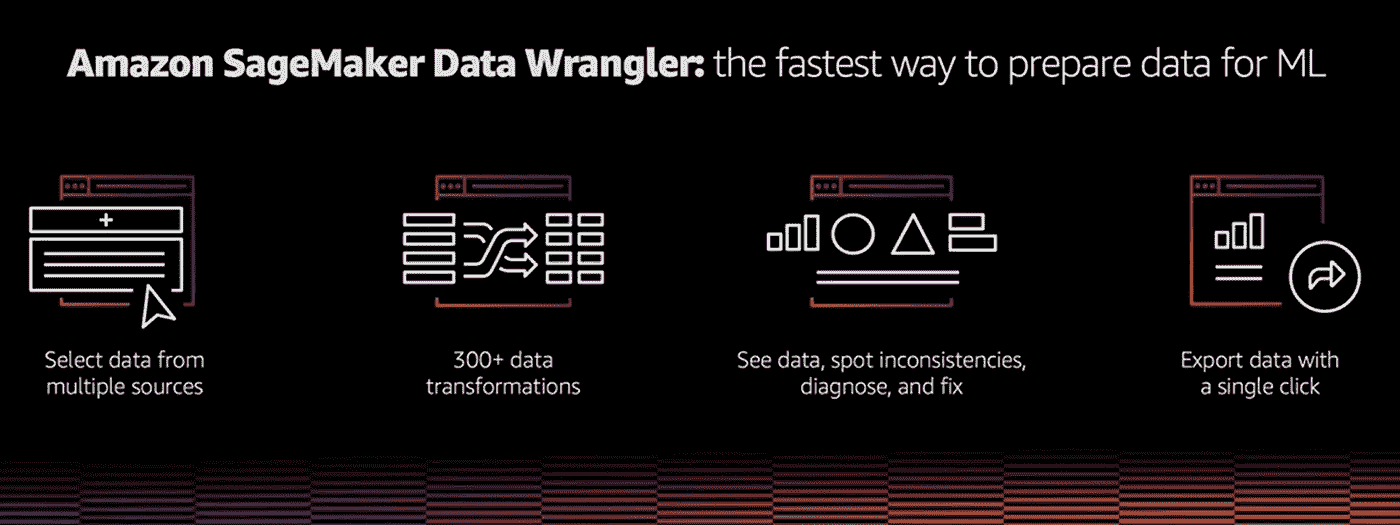 Amazon SageMaker Data Wrangler: the fastest way to prepare data for ML
Select data from
multiple sources
300+ data
transformations
See data, spot inconsistencies,
diagnose, and fix
Export data with
a single click